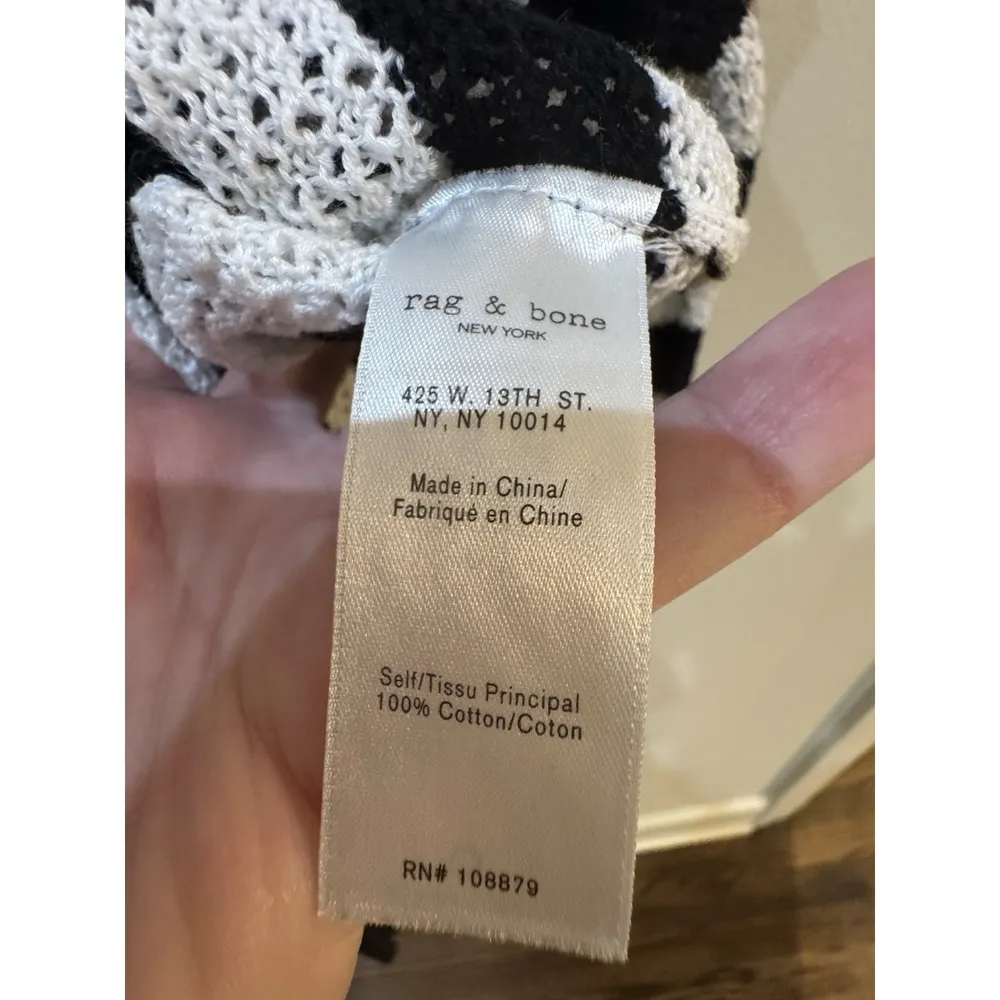 rag & bone
NEW YORK
425 W. 13TH ST.
NY, NY 10014
Made in China/
Fabriqué en Chine
Self/Tissu Principal
100% Cotton/Coton
RN# 108879